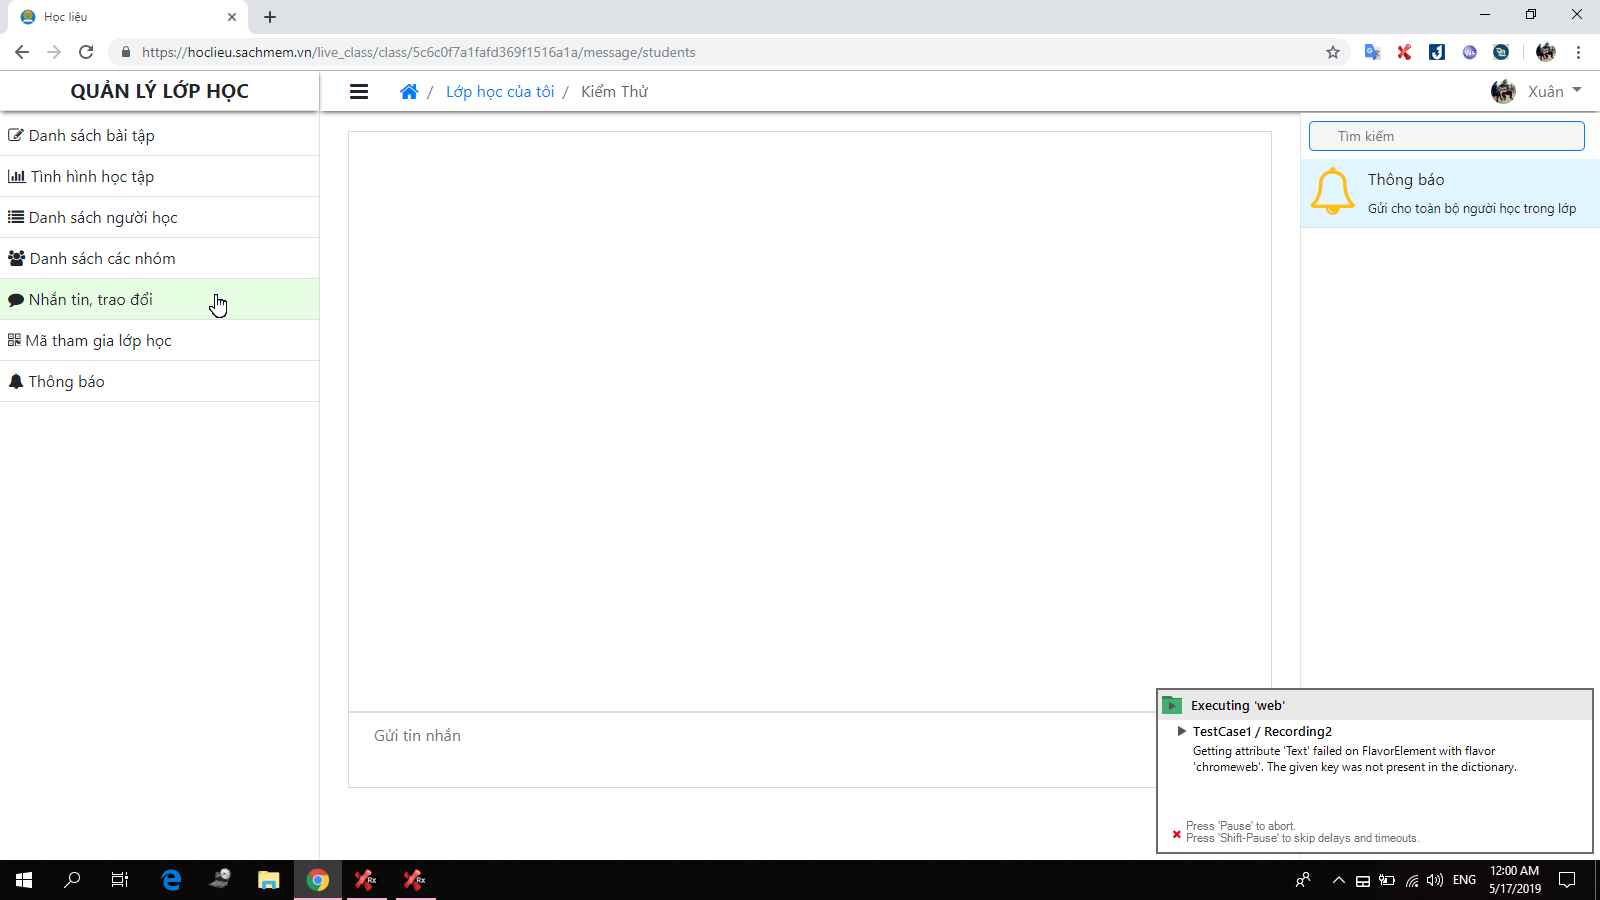 Học liệu
https://hoclieu.sachmem.vn/live_class/class/5c6c0f7a1fafd369f1516a1a/message/students
QUẢN LÝ LỚP HỌC
/ Lớp học của tôi / Kiểm Thử
Xuân
Danh sách bài tập
Tình hình học tập
Danh sách người học
Danh sách các nhóm
Nhắn tin, trao đổi
Mã tham gia lớp học
Thông báo
Tìm kiếm
Thông báo
Gửi cho toàn bộ người học trong lớp
Gửi tin nhắn
Executing 'web'
TestCase1 / Recording2
Getting attribute 'Text' failed on FlavorElement with flavor
'chromeweb'. The given key was not present in the dictionary.
Press 'Pause' to abort.
Press 'Shift-Pause' to skip delays and timeouts.
ENG
12:00 AM
5/17/2019